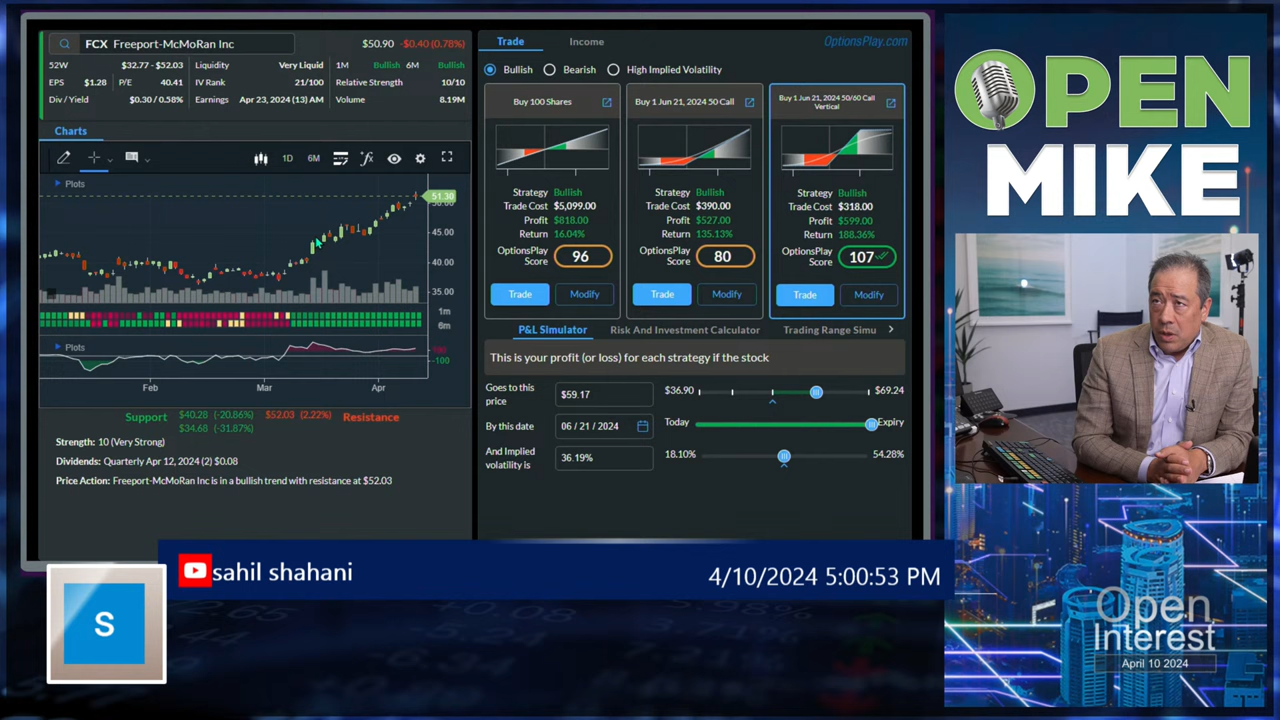 FCX Freeport-McMoRan Inc
$50.90 -$0.40 (0.78%)
52W $32.77 - $52.03 Liquidity Very Liquid 1M Bullish 6M Bullish
EPS $1.28 P/E 40.41 IV Rank 21/100 Relative Strength 10/10
Div / Yield $0.30 / 0.58% Earnings Apr 23, 2024 (13) AM Volume 8.19M
Charts
1D 6M
Plots
51.30
50.00
45.00
40.00
35.00
1m
6m
Plots
100
-100
Feb Mar Apr
Support $40.28 (-20.86%) $52.03 (2.22%) Resistance
$34.68 (-31.87%)
Strength: 10 (Very Strong)
Dividends: Quarterly Apr 12, 2024 (2) $0.08
Price Action: Freeport-McMoRan Inc is in a bullish trend with resistance at $52.03
Trade Income OptionsPlay.com
Bullish Bearish High Implied Volatility
Buy 100 Shares
Strategy Bullish
Trade Cost $5,099.00
Profit $818.00
Return 16.04%
OptionsPlay Score 96
Trade Modify
Buy 1 Jun 21, 2024 50 Call
Strategy Bullish
Trade Cost $390.00
Profit $527.00
Return 135.13%
OptionsPlay Score 80
Trade Modify
Buy 1 Jun 21, 2024 50/60 Call
Vertical
Strategy Bullish
Trade Cost $318.00
Profit $599.00
Return 188.36%
OptionsPlay Score 107
Trade Modify
P&L Simulator Risk And Investment Calculator Trading Range Simu
This is your profit (or loss) for each strategy if the stock
Goes to this price $59.17 $36.90 $69.24
By this date 06 / 21 / 2024 Today Expiry
And Implied volatility is 36.19% 18.10% 54.28%
OPEN
MIKE
sahil shahani
4/10/2024 5:00:53 PM
S
Open
Interest
April 10 2024